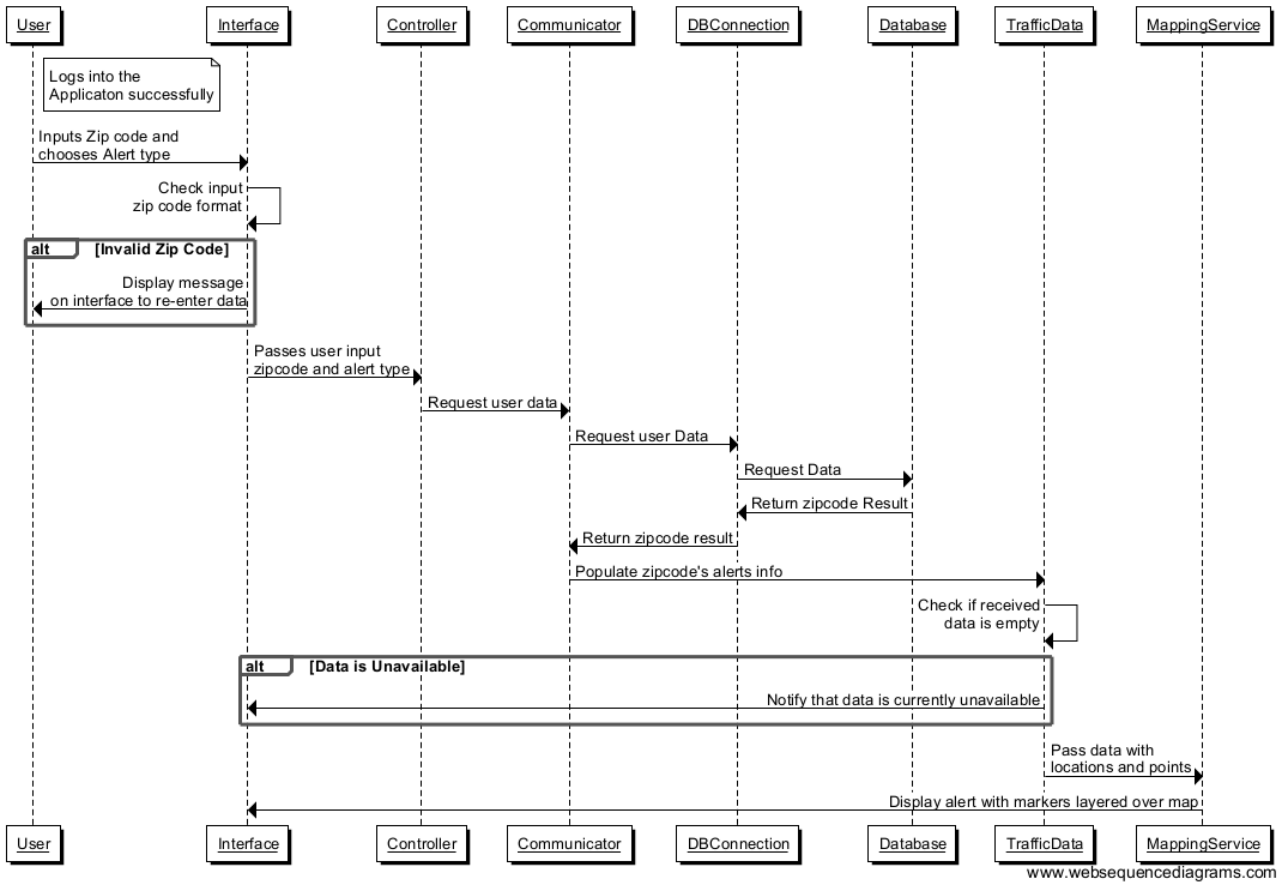 User Interface Controller Communicator DBConnection Database TrafficData MappingService
Logs into the
Applicaton successfully
Inputs Zip code and
chooses Alert type
Check input
zip code format
alt [Invalid Zip Code]
Display message
on interface to re-enter data
Passes user input
zipcode and alert type
Request user data
Request user Data
Request Data
Return zipcode Result
Return zipcode result
Populate zipcode's alerts info
Check if received
data is empty
alt [Data is Unavailable]
Notify that data is currently unavailable
Pass data with
locations and points
Display alert with markers layered over map
User Interface Controller Communicator DBConnection Database TrafficData MappingService
www.websequencediagrams.com